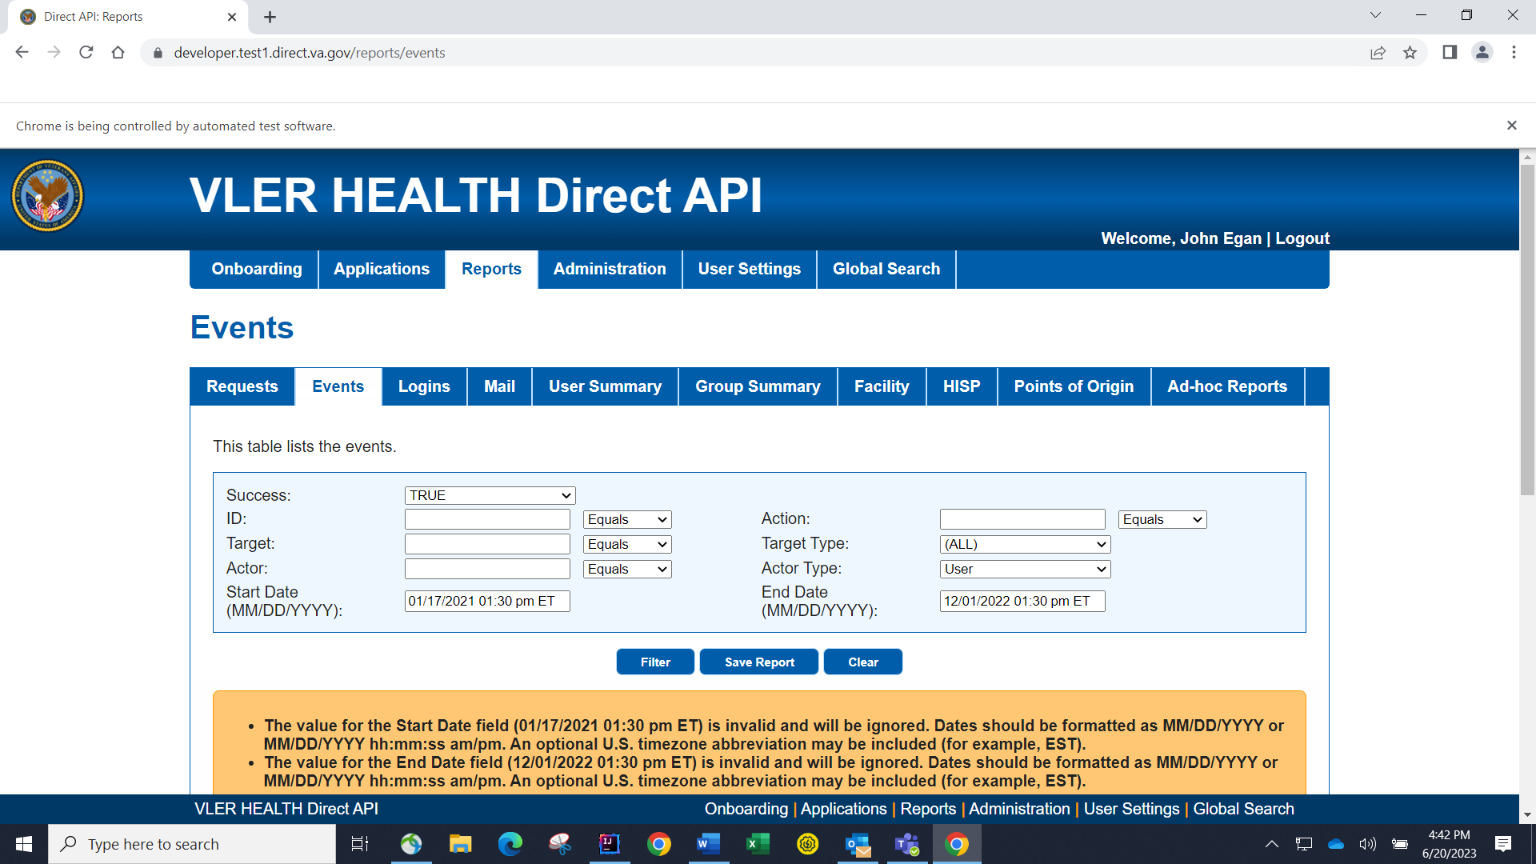 Direct API: Reports
developer.test1.direct.va.gov/reports/events
Chrome is being controlled by automated test software.
VLER HEALTH Direct API
Welcome, John Egan | Logout
Onboarding Applications Reports Administration User Settings Global Search
Events
Requests Events Logins Mail User Summary Group Summary Facility HISP Points of Origin Ad-hoc Reports
This table lists the events.
Success: TRUE
ID: Equals Action: Equals
Target: Equals Target Type: (ALL)
Actor: Equals Actor Type: User
Start Date End Date
(MM/DD/YYYY): 01/17/2021 01:30 pm ET (MM/DD/YYYY): 12/01/2022 01:30 pm ET
Filter Save Report Clear
• The value for the Start Date field (01/17/2021 01:30 pm ET) is invalid and will be ignored. Dates should be formatted as MM/DD/YYYY or
MM/DD/YYYY hh:mm:ss am/pm. An optional U.S. timezone abbreviation may be included (for example, EST).
• The value for the End Date field (12/01/2022 01:30 pm ET) is invalid and will be ignored. Dates should be formatted as MM/DD/YYYY or
MM/DD/YYYY hh:mm:ss am/pm. An optional U.S. timezone abbreviation may be included (for example, EST).
VLER HEALTH Direct API Onboarding | Applications | Reports | Administration | User Settings | Global Search
Type here to search
4:42 PM
6/20/2023